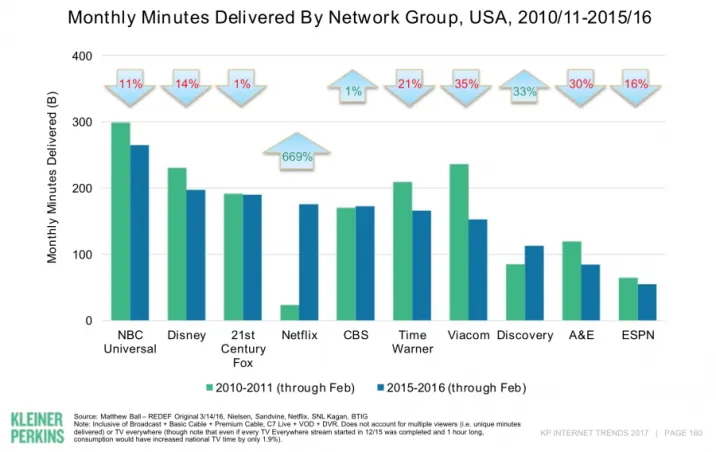 Monthly Minutes Delivered By Network Group, USA, 2010/11-2015/16
Monthly Minutes Delivered (B)
400
300
200
100
0
11%
14%
1%
669%
1%
21%
35%
33%
30%
16%
NBC
Universal
Disney
21st
Century
Fox
Netflix
CBS
Time
Warner
Viacom
Discovery
A&E
ESPN
2010-2011 (through Feb)
2015-2016 (through Feb)
KLEINER
PERKINS
Source: Matthew Ball – REDEF Original 3/14/16, Nielsen, Sandvine, Netflix, SNL Kagan, BTIG
Note: Inclusive of Broadcast + Basic Cable + Premium Cable, C7 Live + VOD + DVR. Does not account for multiple viewers (i.e. unique minutes
delivered) or TV everywhere (though note that even if every TV Everywhere stream started in 12/15 was completed and 1 hour long,
consumption would have increased national TV time by only 1.9%).
KP INTERNET TRENDS 2017 | PAGE 160